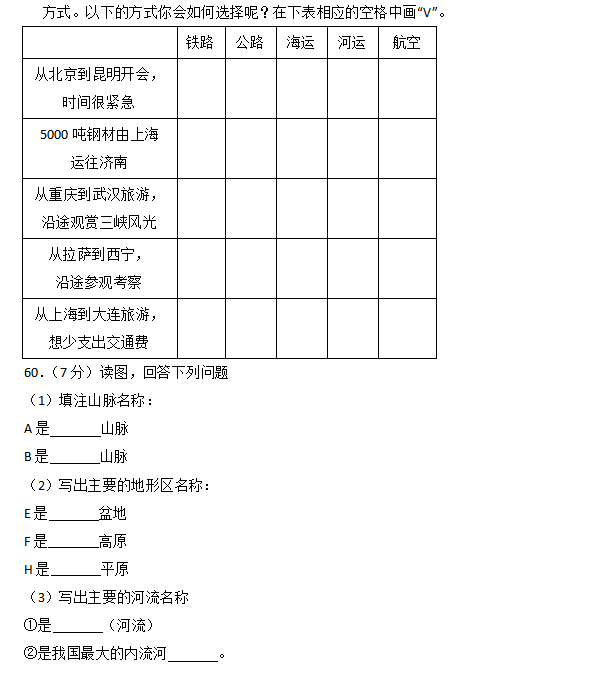 方式。以下的方式你会如何选择呢？在下表相应的空格中画“V”。
铁路 公路 海运 河运 航空
从北京到昆明开会，
时间很紧急
5000 吨钢材由上海
运往济南
从重庆到武汉旅游，
沿途观赏三峡风光
从拉萨到西宁，
沿途参观考察
从上海到大连旅游，
想少支出交通费
60.（7 分）读图，回答下列问题
（1）填注山脉名称：
A 是_______山脉
B 是_______山脉
（2）写出主要的地形区名称：
E 是_______盆地
F 是_______高原
H 是_______平原
（3）写出主要的河流名称
①是_______（河流）
②是我国最大的内流河_______。